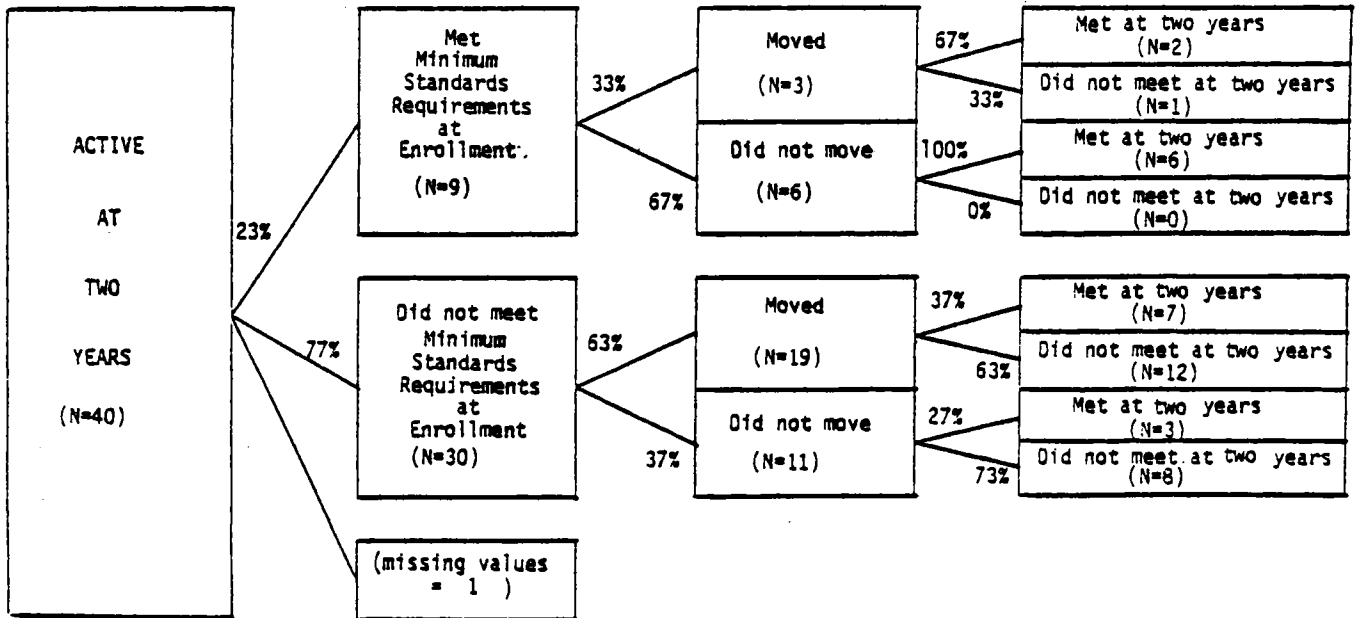 ACTIVE
AT
TWO
YEARS
(N=40)
23%
77%
Met
Minimum
Standards
Requirements
at
Enrollment.
(N=9)
33%
67%
Moved
(N=3)
Did not move
(N=6)
67%
33%
100%
0%
Met at two years
(N=2)
Did not meet at two years
(N=1)
Met at two years
(N=6)
Did not meet at two years
(N=0)
Did not meet
Minimum
Standards
Requirements
at
Enrollment
(N=30)
63%
37%
Moved
(N=19)
Did not move
(N=11)
37%
63%
27%
73%
Met at two years
(N=7)
Did not meet at two years
(N=12)
Met at two years
(N=3)
Did not meet at two years
(N=8)
(missing values
= 1 )